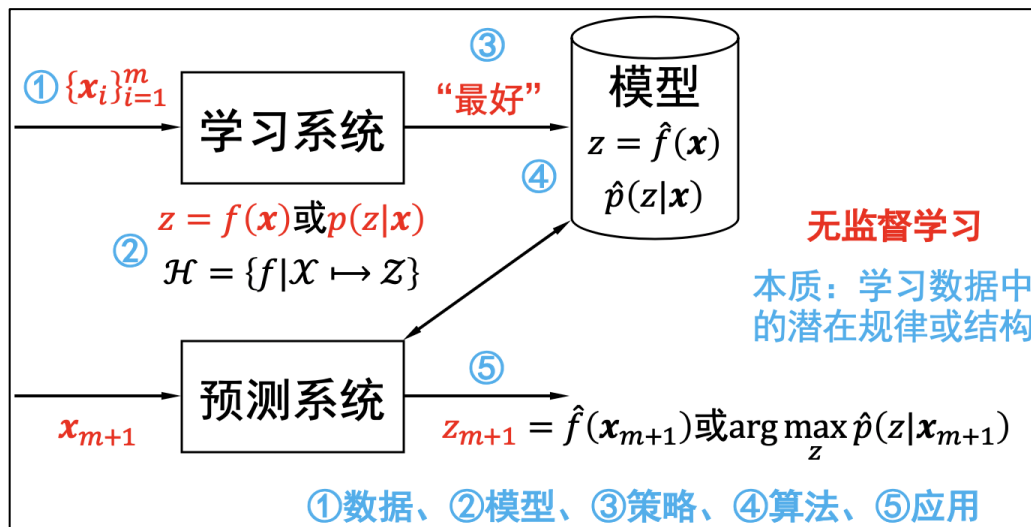 ① {𝒙ᵢ}ᵢ₌₁ᵐ
学习系统
③
“最好”
模型
z = f̂(𝒙)
p̂(z|𝒙)
④
z = f(𝒙)或p(z|𝒙)
② ℋ = {f|𝒳 ↦ 𝒵}
无监督学习
本质：学习数据中
的潜在规律或结构
预测系统
𝒙ₘ₊₁
⑤
zₘ₊₁ = f̂(𝒙ₘ₊₁)或arg max_z p̂(z|𝒙ₘ₊₁)
①数据、②模型、③策略、④算法、⑤应用